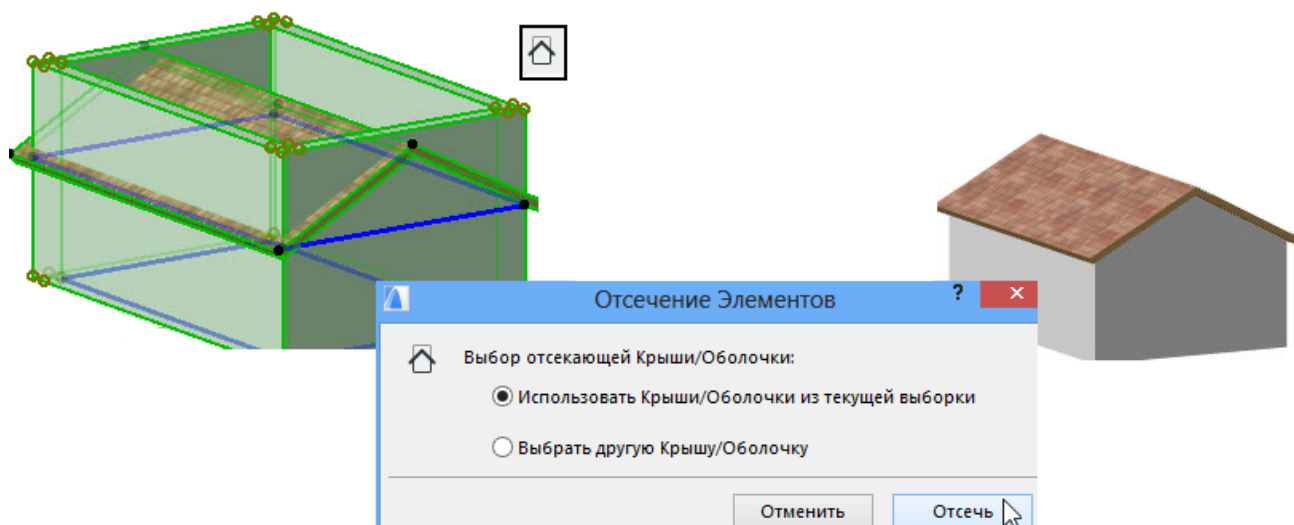 Отсечение Элементов
?
Выбор отсекающей Крыши/Оболочки:
Использовать Крыши/Оболочки из текущей выборки
Выбрать другую Крышу/Оболочку
Отменить
Отсечь